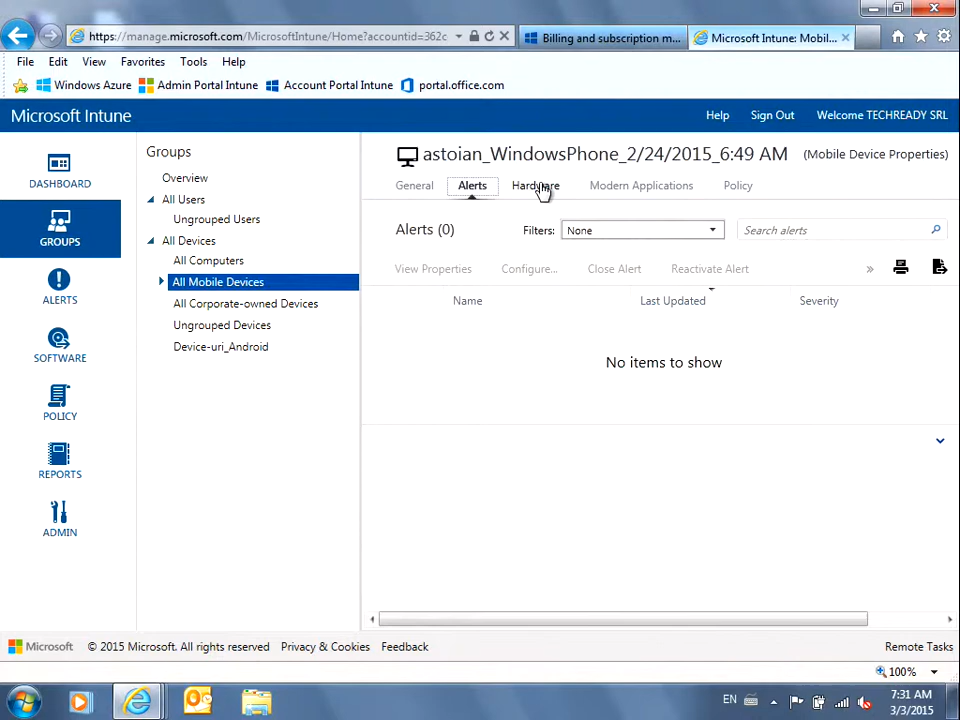 https://manage.microsoft.com/MicrosoftIntune/Home?accountid=362c
Billing and subscription m...
Microsoft Intune: Mobil...
File Edit View Favorites Tools Help
Windows Azure Admin Portal Intune Account Portal Intune portal.office.com
Microsoft Intune
Help Sign Out Welcome TECHREADY SRL
DASHBOARD
GROUPS
ALERTS
SOFTWARE
POLICY
REPORTS
ADMIN
Groups
Overview
All Users
Ungrouped Users
All Devices
All Computers
All Mobile Devices
All Corporate-owned Devices
Ungrouped Devices
Device-uri_Android
astoian_WindowsPhone_2/24/2015_6:49 AM (Mobile Device Properties)
General Alerts Hardware Modern Applications Policy
Alerts (0) Filters: None Search alerts
View Properties Configure... Close Alert Reactivate Alert »
Name Last Updated Severity
No items to show
Microsoft © 2015 Microsoft. All rights reserved Privacy & Cookies Feedback Remote Tasks
100%
EN
7:31 AM
3/3/2015